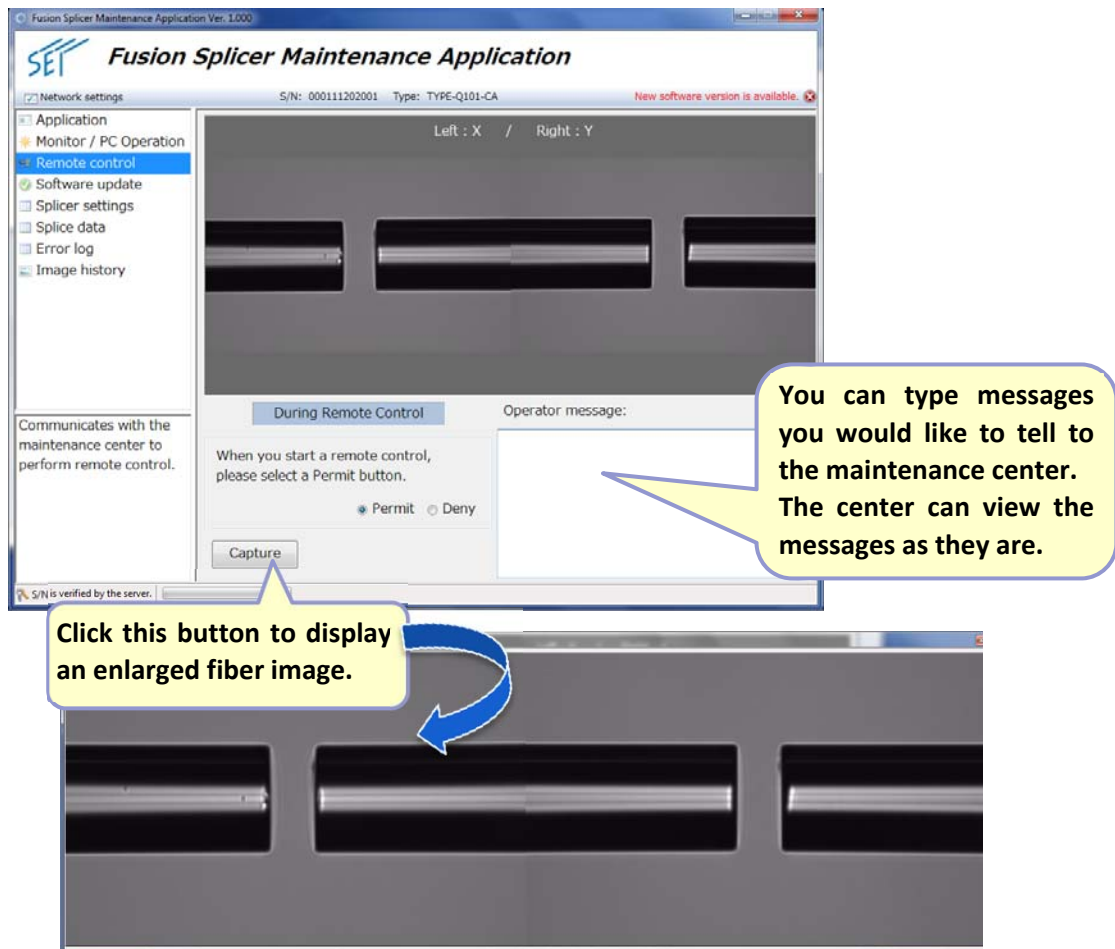 Fusion Splicer Maintenance Application Ver. 1.000
SEI Fusion Splicer Maintenance Application
Network settings S/N: 000111202001 Type: TYPE-Q101-CA New software version is available.
Application
Monitor / PC Operation
Remote control
Software update
Splicer settings
Splice data
Error log
Image history
Left : X / Right : Y
Communicates with the
maintenance center to
perform remote control.
During Remote Control
When you start a remote control,
please select a Permit button.
Permit Deny
Capture
Operator message:
S/N is verified by the server.
You can type messages
you would like to tell to
the maintenance center.
The center can view the
messages as they are.
Click this button to display
an enlarged fiber image.